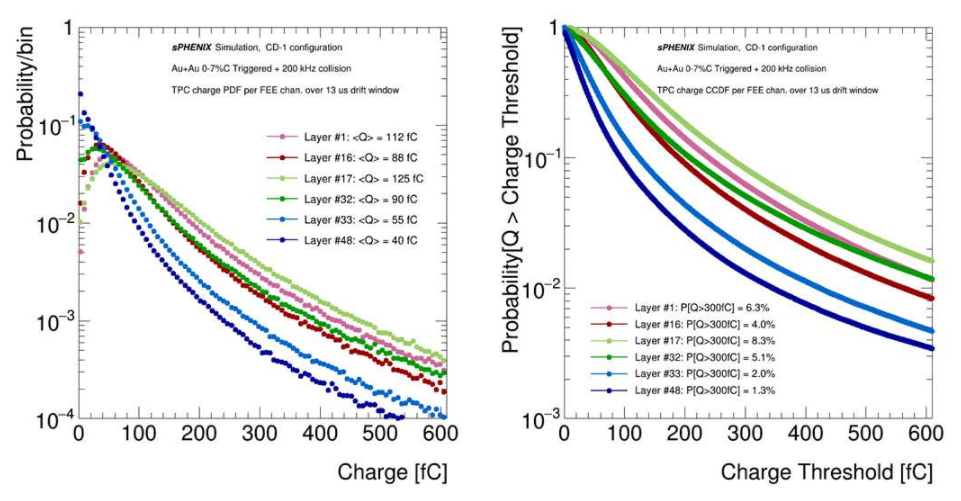 sPHENIX Simulation, CD-1 configuration
Au+Au 0-7%C Triggered + 200 kHz collision
TPC charge PDF per FEE chan. over 13 us drift window
Layer #1: <Q> = 112 fC
Layer #16: <Q> = 88 fC
Layer #17: <Q> = 125 fC
Layer #32: <Q> = 90 fC
Layer #33: <Q> = 55 fC
Layer #48: <Q> = 40 fC
Probability/bin
1
10⁻¹
10⁻²
10⁻³
10⁻⁴
0 100 200 300 400 500 600
Charge [fC]
sPHENIX Simulation, CD-1 configuration
Au+Au 0-7%C Triggered + 200 kHz collision
TPC charge CCDF per FEE chan. over 13 us drift window
Probability[Q > Charge Threshold]
1
10⁻¹
10⁻²
10⁻³
Layer #1: P[Q>300fC] = 6.3%
Layer #16: P[Q>300fC] = 4.0%
Layer #17: P[Q>300fC] = 8.3%
Layer #32: P[Q>300fC] = 5.1%
Layer #33: P[Q>300fC] = 2.0%
Layer #48: P[Q>300fC] = 1.3%
0 100 200 300 400 500 600
Charge Threshold [fC]